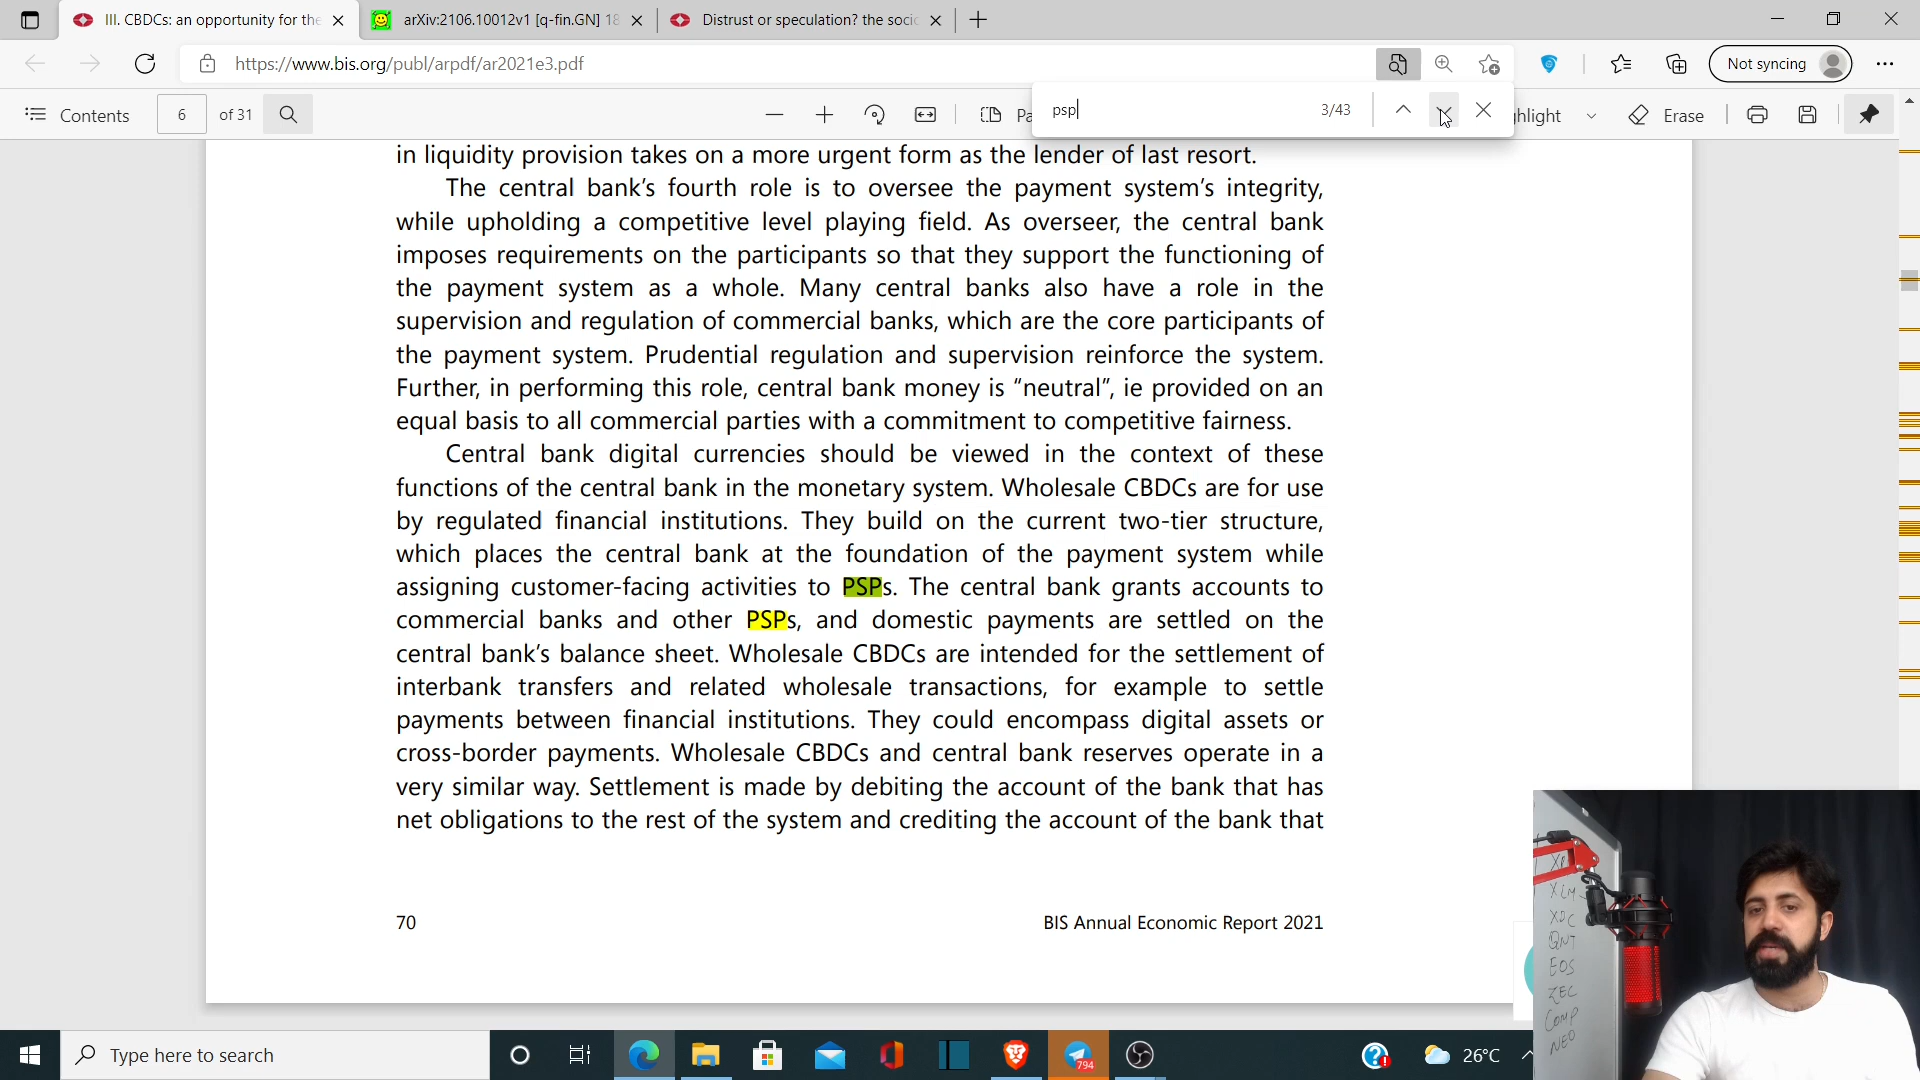 III. CBDCs: an opportunity for the
arXiv:2106.10012v1 [q-fin.GN] 18
Distrust or speculation? the socio
https://www.bis.org/publ/arpdf/ar2021e3.pdf
Not syncing
Contents
6
of 31
Pa
psp
3/43
hlight
Erase
in liquidity provision takes on a more urgent form as the lender of last resort.
The central bank’s fourth role is to oversee the payment system’s integrity,
while upholding a competitive level playing field. As overseer, the central bank
imposes requirements on the participants so that they support the functioning of
the payment system as a whole. Many central banks also have a role in the
supervision and regulation of commercial banks, which are the core participants of
the payment system. Prudential regulation and supervision reinforce the system.
Further, in performing this role, central bank money is “neutral”, ie provided on an
equal basis to all commercial parties with a commitment to competitive fairness.
Central bank digital currencies should be viewed in the context of these
functions of the central bank in the monetary system. Wholesale CBDCs are for use
by regulated financial institutions. They build on the current two-tier structure,
which places the central bank at the foundation of the payment system while
assigning customer-facing activities to PSPs. The central bank grants accounts to
commercial banks and other PSPs, and domestic payments are settled on the
central bank’s balance sheet. Wholesale CBDCs are intended for the settlement of
interbank transfers and related wholesale transactions, for example to settle
payments between financial institutions. They could encompass digital assets or
cross-border payments. Wholesale CBDCs and central bank reserves operate in a
very similar way. Settlement is made by debiting the account of the bank that has
net obligations to the rest of the system and crediting the account of the bank that
70
BIS Annual Economic Report 2021
XLM
XDC
QNT
EOS
ZEC
Comp
NEO
Type here to search
794
26°C